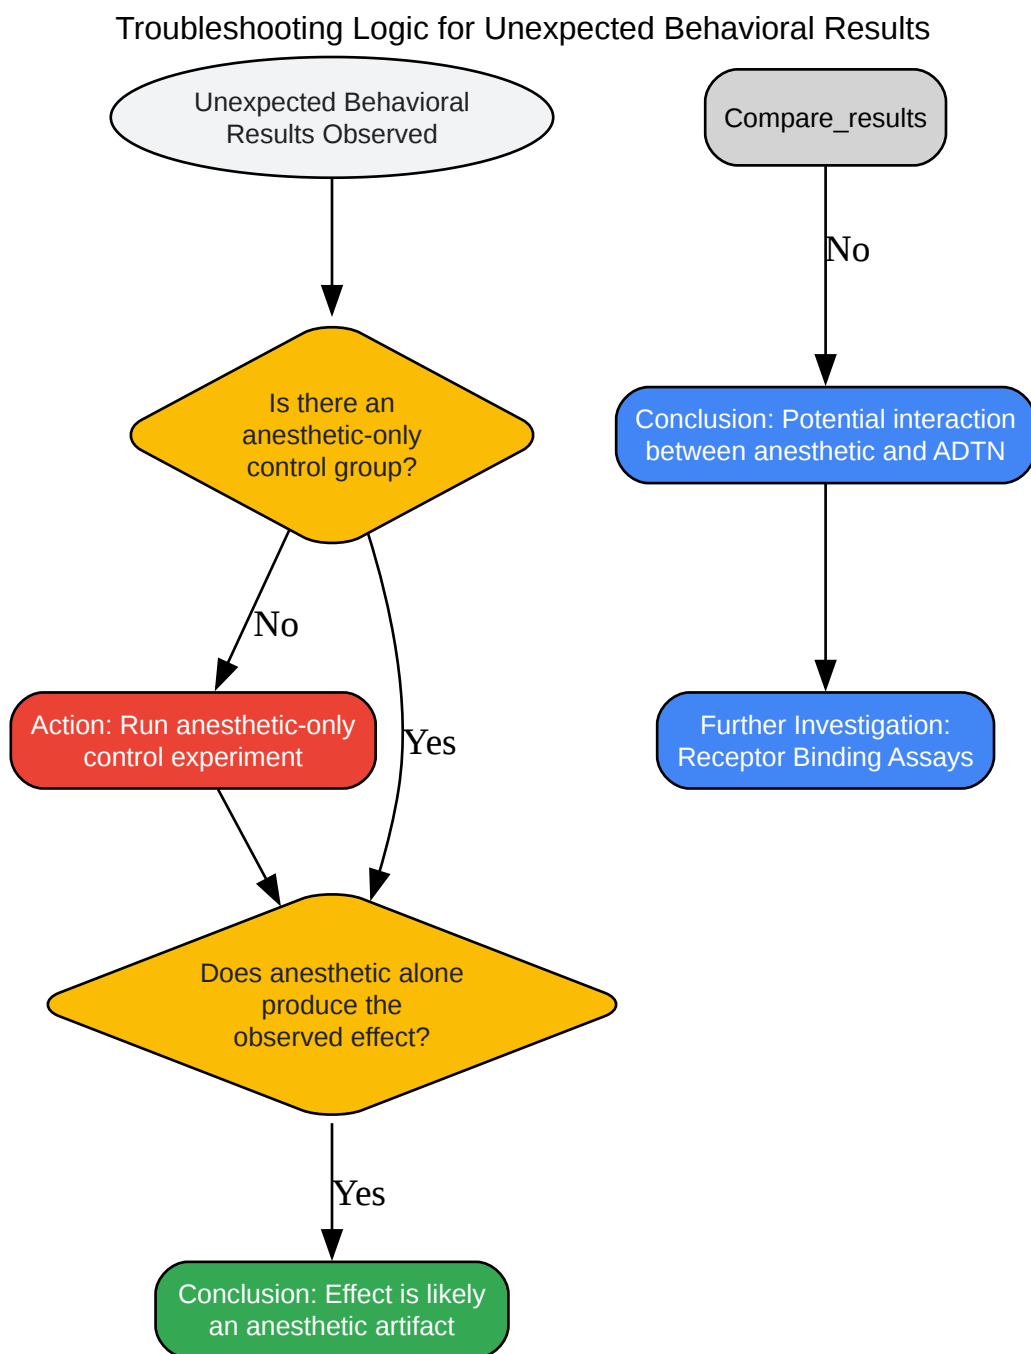 Troubleshooting Logic for Unexpected Behavioral Results
Unexpected Behavioral
Results Observed
Is there an
anesthetic-only
control group?
No
Yes
Action: Run anesthetic-only
control experiment
Does anesthetic alone
produce the
observed effect?
Yes
Conclusion: Effect is likely
an anesthetic artifact
Compare_results
No
Conclusion: Potential interaction
between anesthetic and ADTN
Further Investigation:
Receptor Binding Assays